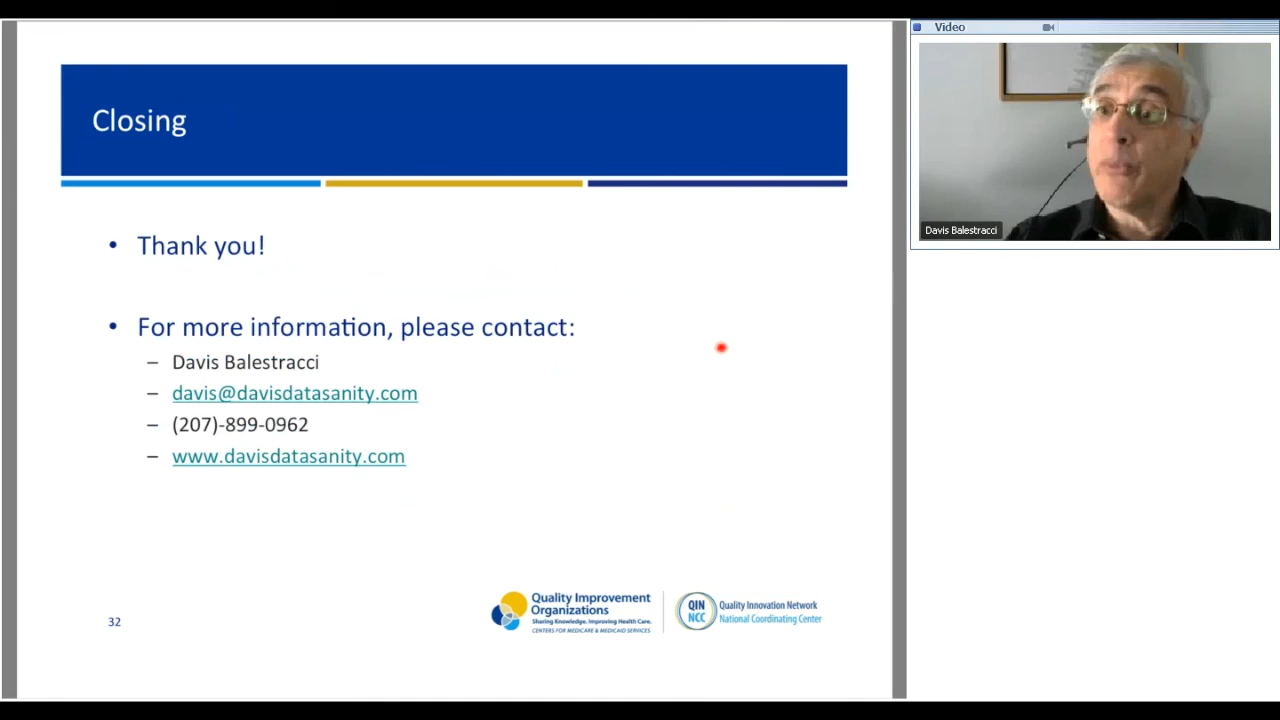 Closing
• Thank you!
• For more information, please contact:
– Davis Balestracci
– davis@davisdatasanity.com
– (207)-899-0962
– www.davisdatasanity.com
32
Quality Improvement
Organizations
Sharing Knowledge. Improving Health Care.
CENTERS FOR MEDICARE & MEDICAID SERVICES
QIN
NCC
Quality Innovation Network
National Coordinating Center
Video
Davis Balestracci